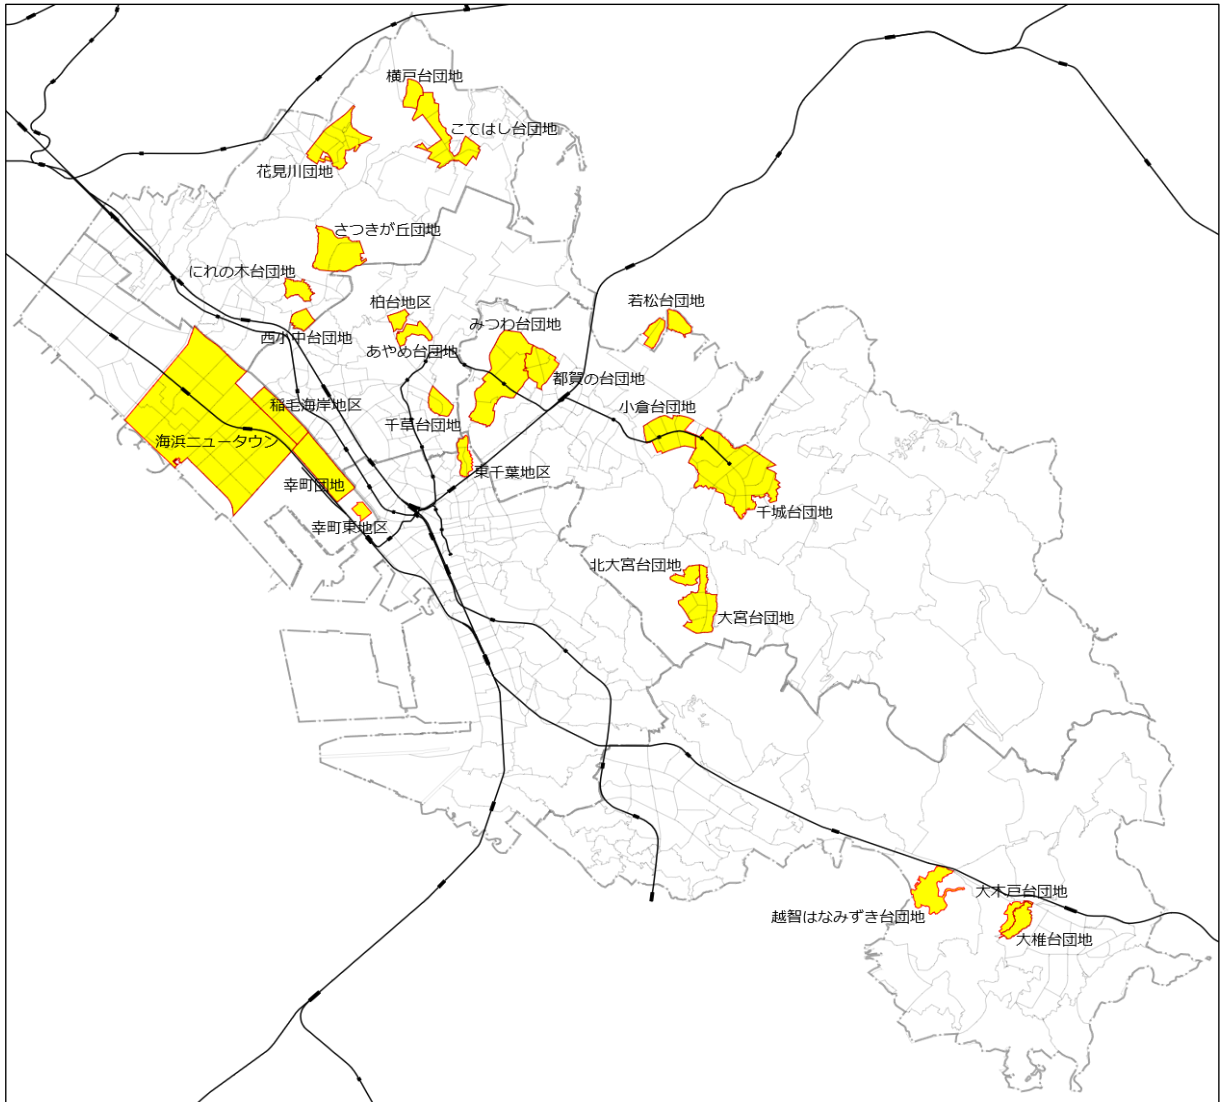 横戸台団地
こてはし台団地
花見川団地
さつきが丘団地
にれの木台団地
柏台地区
若松台団地
西小中台団地
みつわ台団地
あやめ台団地
都賀の台団地
稲毛海岸地区
小倉台団地
千草台団地
海浜ニュータウン
東千葉地区
幸町団地
千城台団地
幸町東地区
北大宮台団地
大宮台団地
大木戸台団地
越智はなみずき台団地
大椎台団地